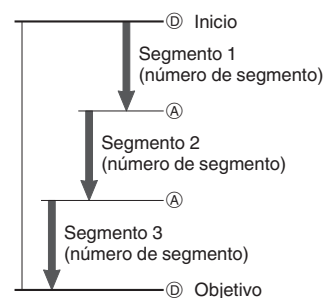 Ⓓ Inicio
Segmento 1
(número de segmento)
Ⓐ
Segmento 2
(número de segmento)
Ⓐ
Segmento 3
(número de segmento)
Ⓓ Objetivo